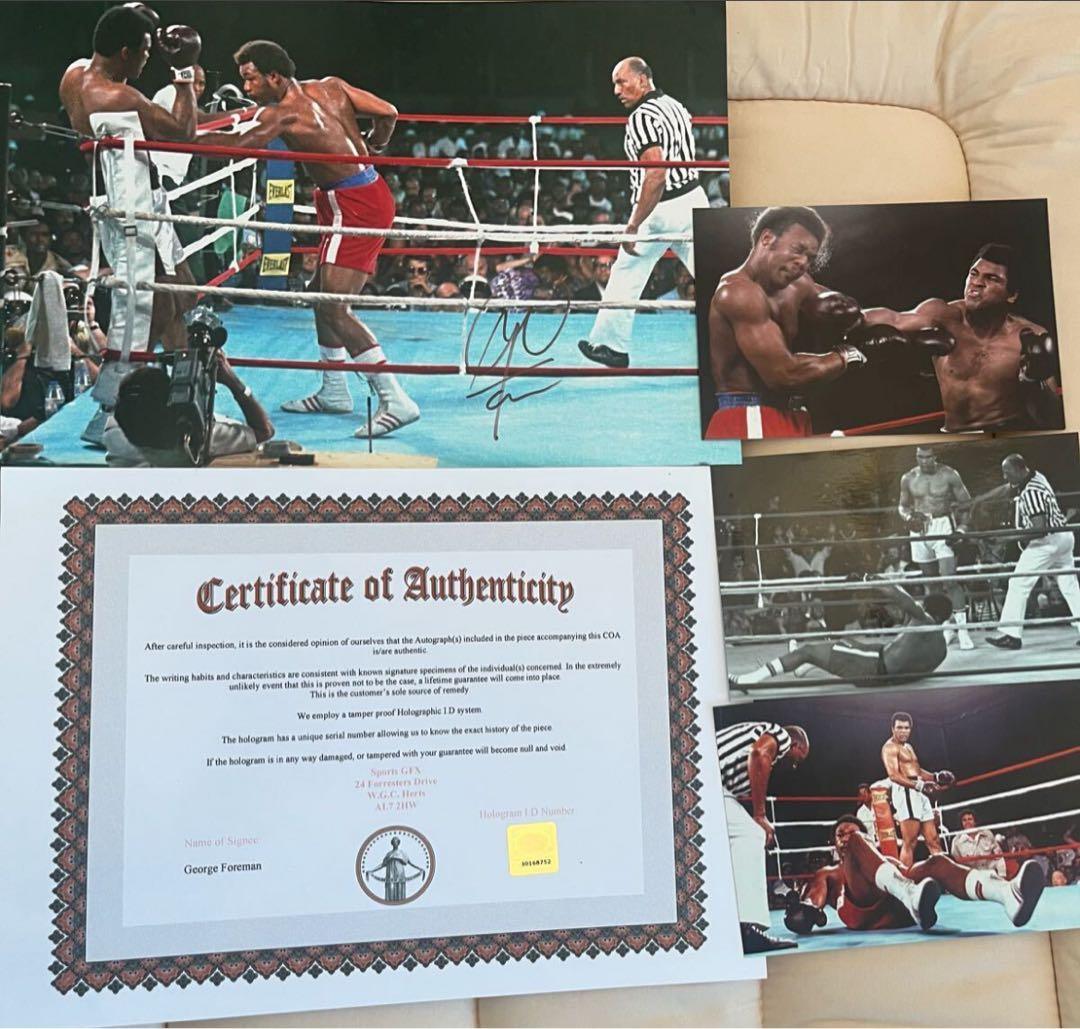 EVERLAST
EVERLAST
Certificate of Authenticity
After careful inspection, it is the considered opinion of ourselves that the Autograph(s) included in the piece accompanying this COA
is/are authentic.
The writing habits and characteristics are consistent with known signature specimens of the individual(s) concerned. In the extremely
unlikely event that this is proven not to be the case, a lifetime guarantee will come into place.
This is the customer's sole source of remedy
We employ a tamper proof Holographic I.D system.
The hologram has a unique serial number allowing us to know the exact history of the piece.
If the hologram is in any way damaged, or tampered with your guarantee will become null and void.
Sports GFX
24 Forresters Drive
W.G.C. Herts
AL7 2HW
Hologram I.D Number
Name of Signee:
George Foreman